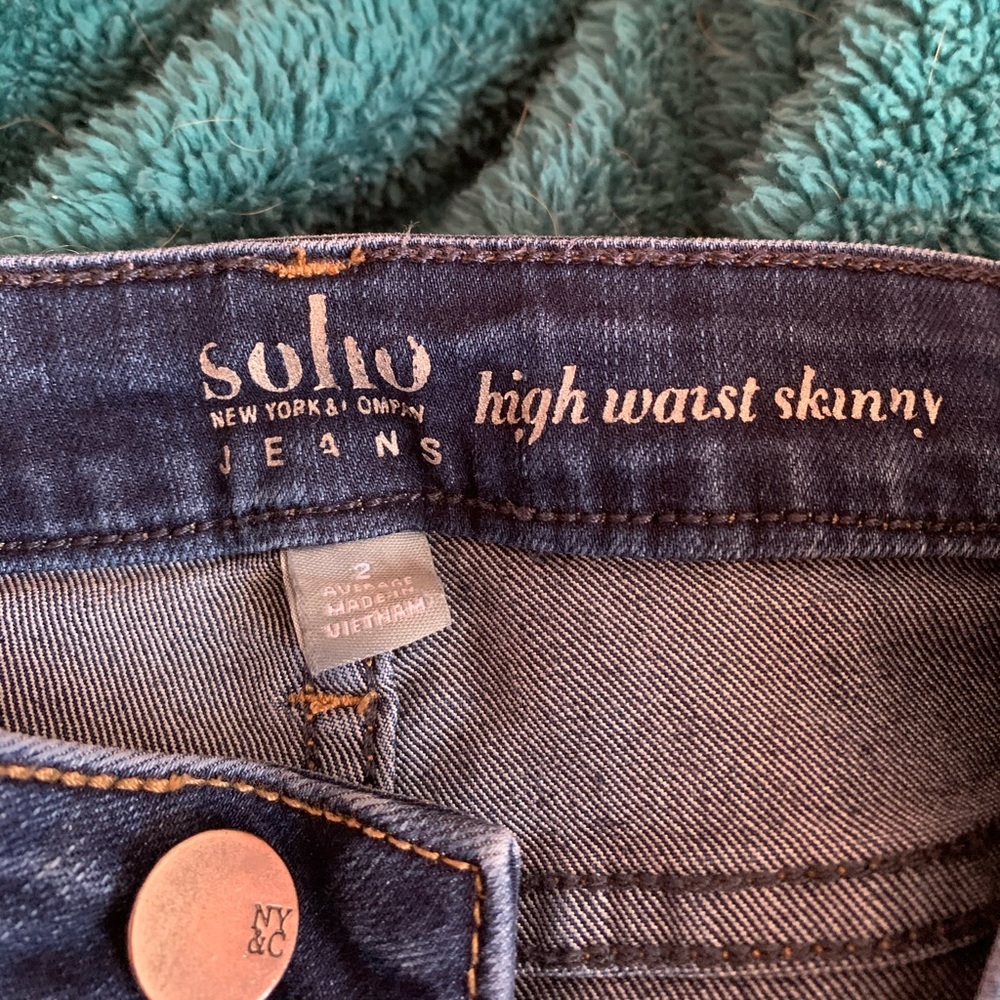 soho
NEW YORK & COMPANY
JEANS
high waist skinny
2
AVERAGE
MADE IN
VIETNAM
NY
&C